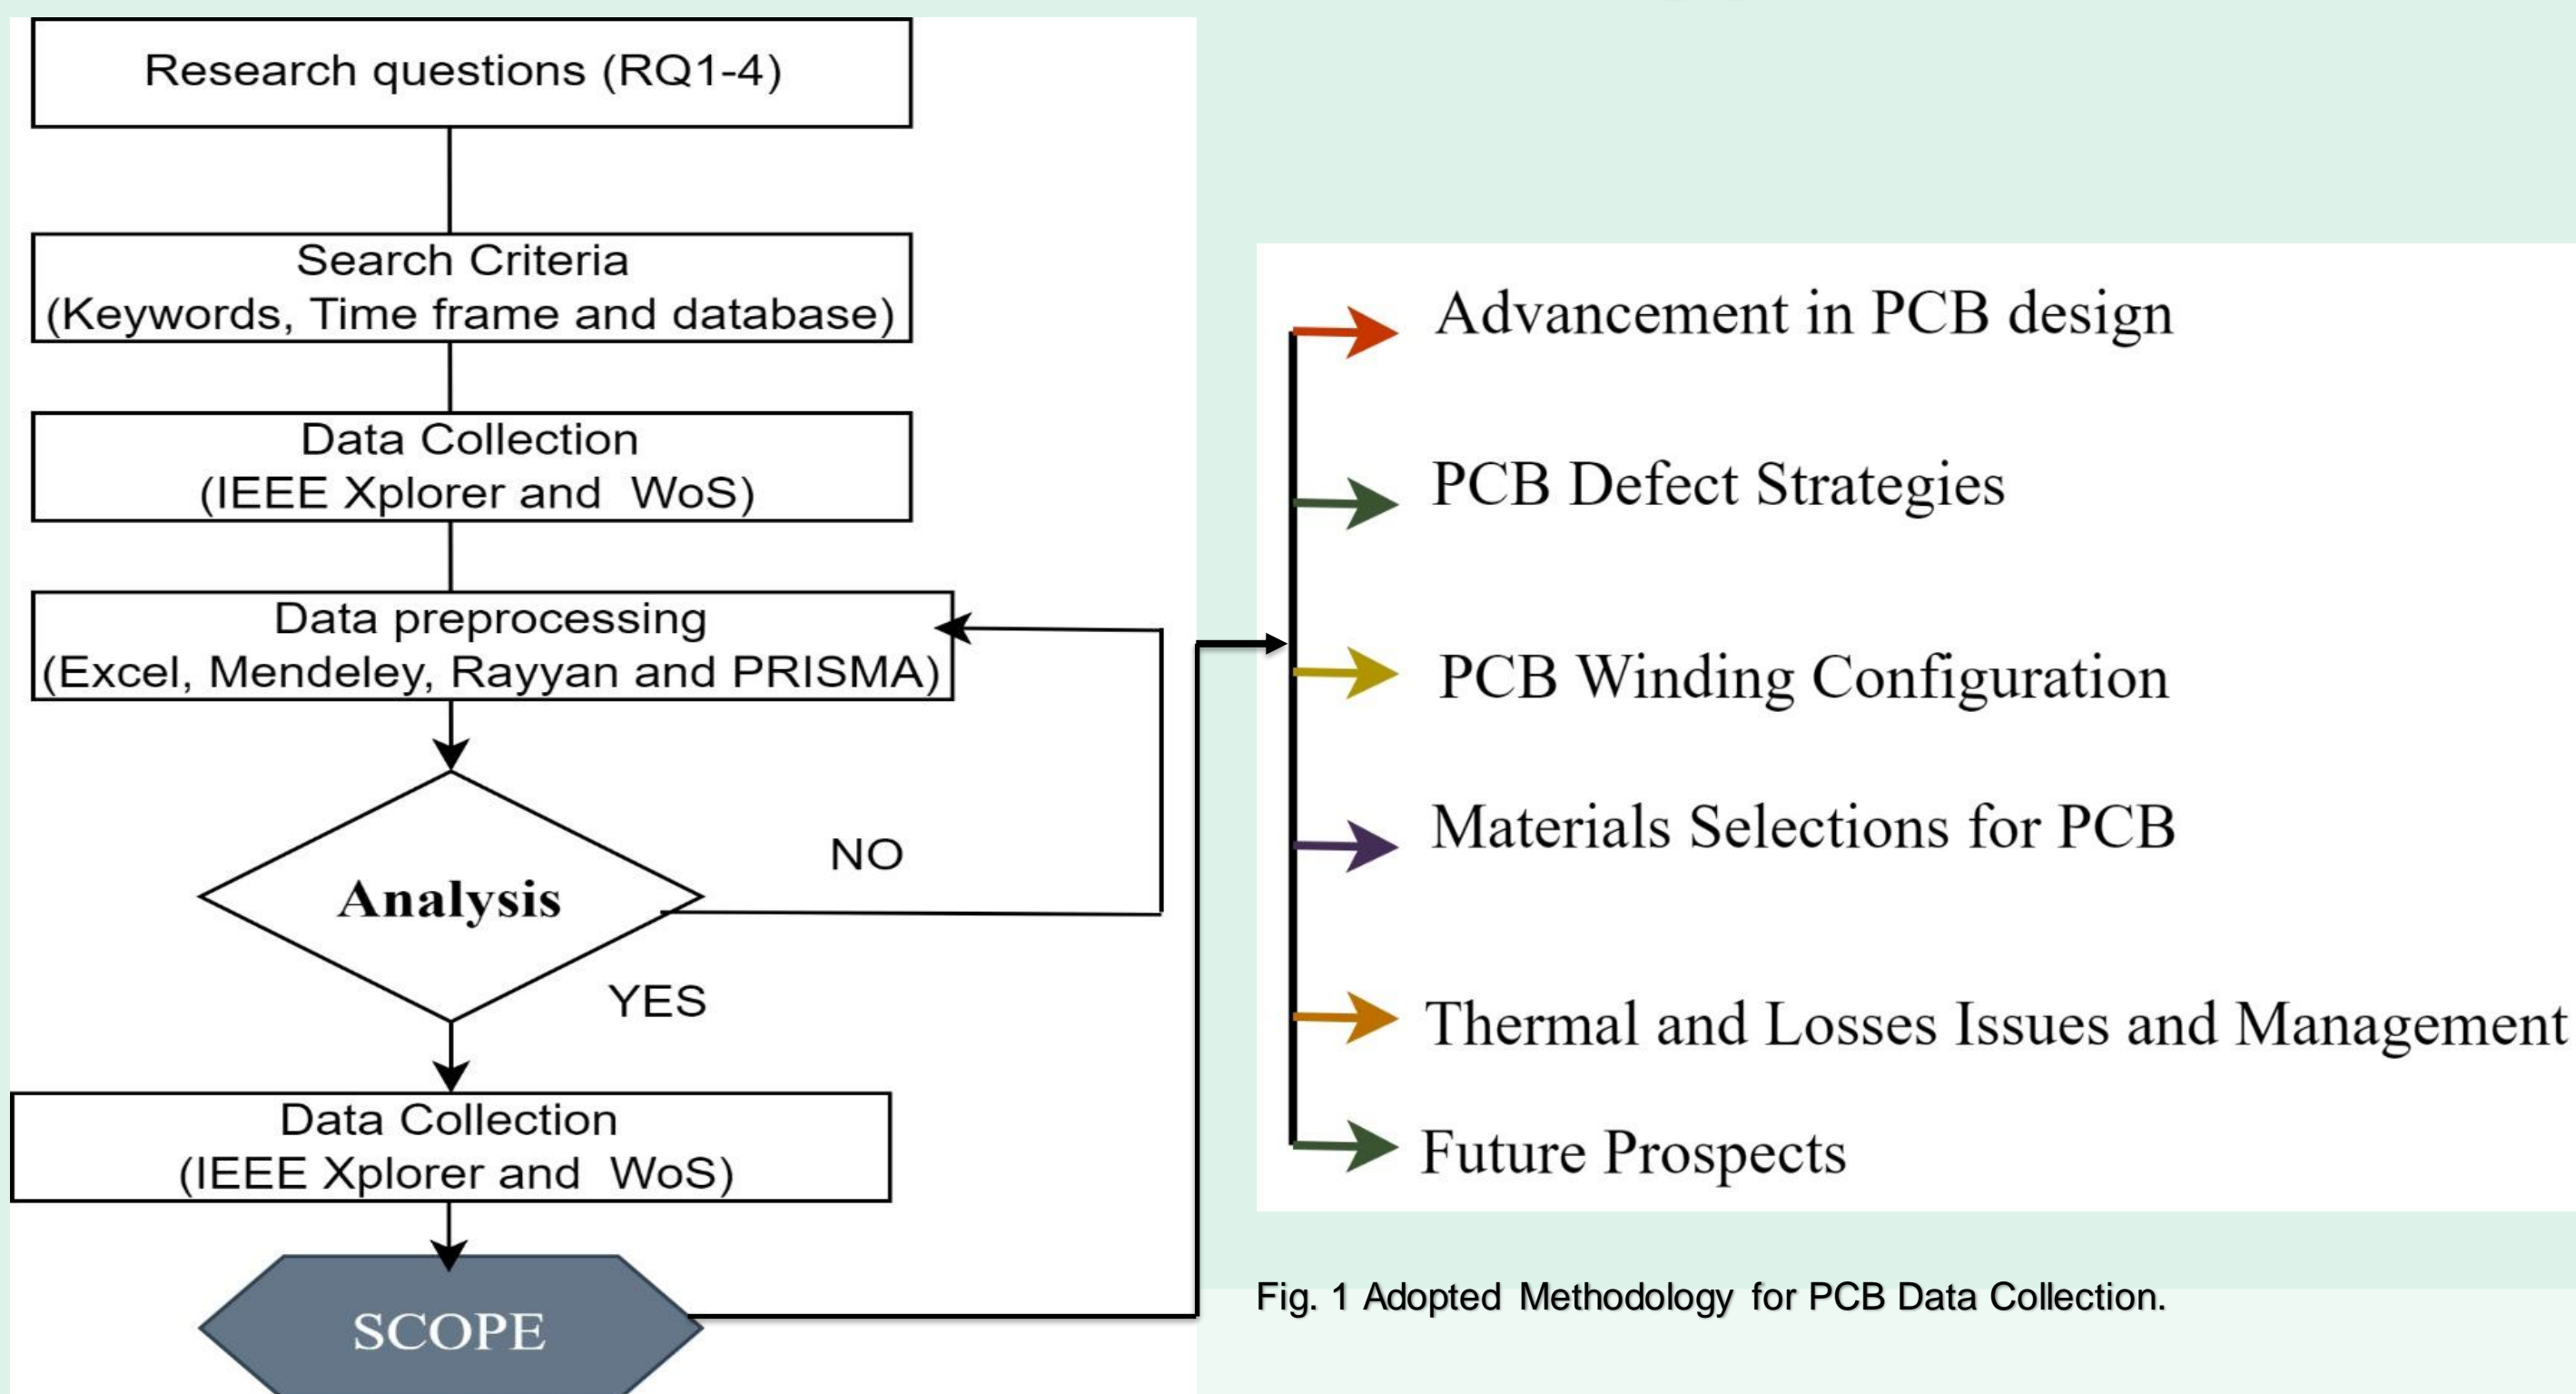 Research questions (RQ1-4)
Search Criteria
(Keywords, Time frame and database)
Data Collection
(IEEE Xplorer and WoS)
Data preprocessing
(Excel, Mendeley, Rayyan and PRISMA)
Analysis
NO
YES
Data Collection
(IEEE Xplorer and WoS)
SCOPE
Advancement in PCB design
PCB Defect Strategies
PCB Winding Configuration
Materials Selections for PCB
Thermal and Losses Issues and Management
Future Prospects
Fig. 1 Adopted Methodology for PCB Data Collection.